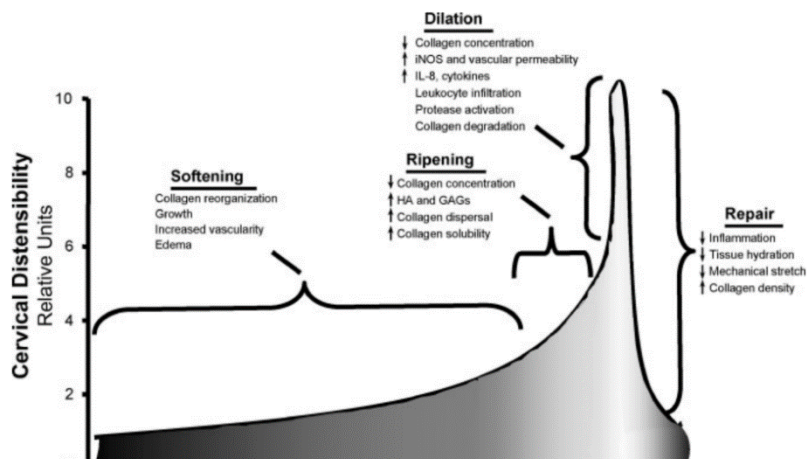 Dilation
↓ Collagen concentration
↑ iNOS and vascular permeability
↑ IL-8, cytokines
Leukocyte infiltration
Protease activation
Collagen degradation
Ripening
↓ Collagen concentration
↑ HA and GAGs
↑ Collagen dispersal
↑ Collagen solubility
Softening
Collagen reorganization
Growth
Increased vascularity
Edema
Repair
↓ Inflammation
↓ Tissue hydration
↓ Mechanical stretch
↑ Collagen density
Cervical Distensibility
Relative Units
10
8
6
4
2